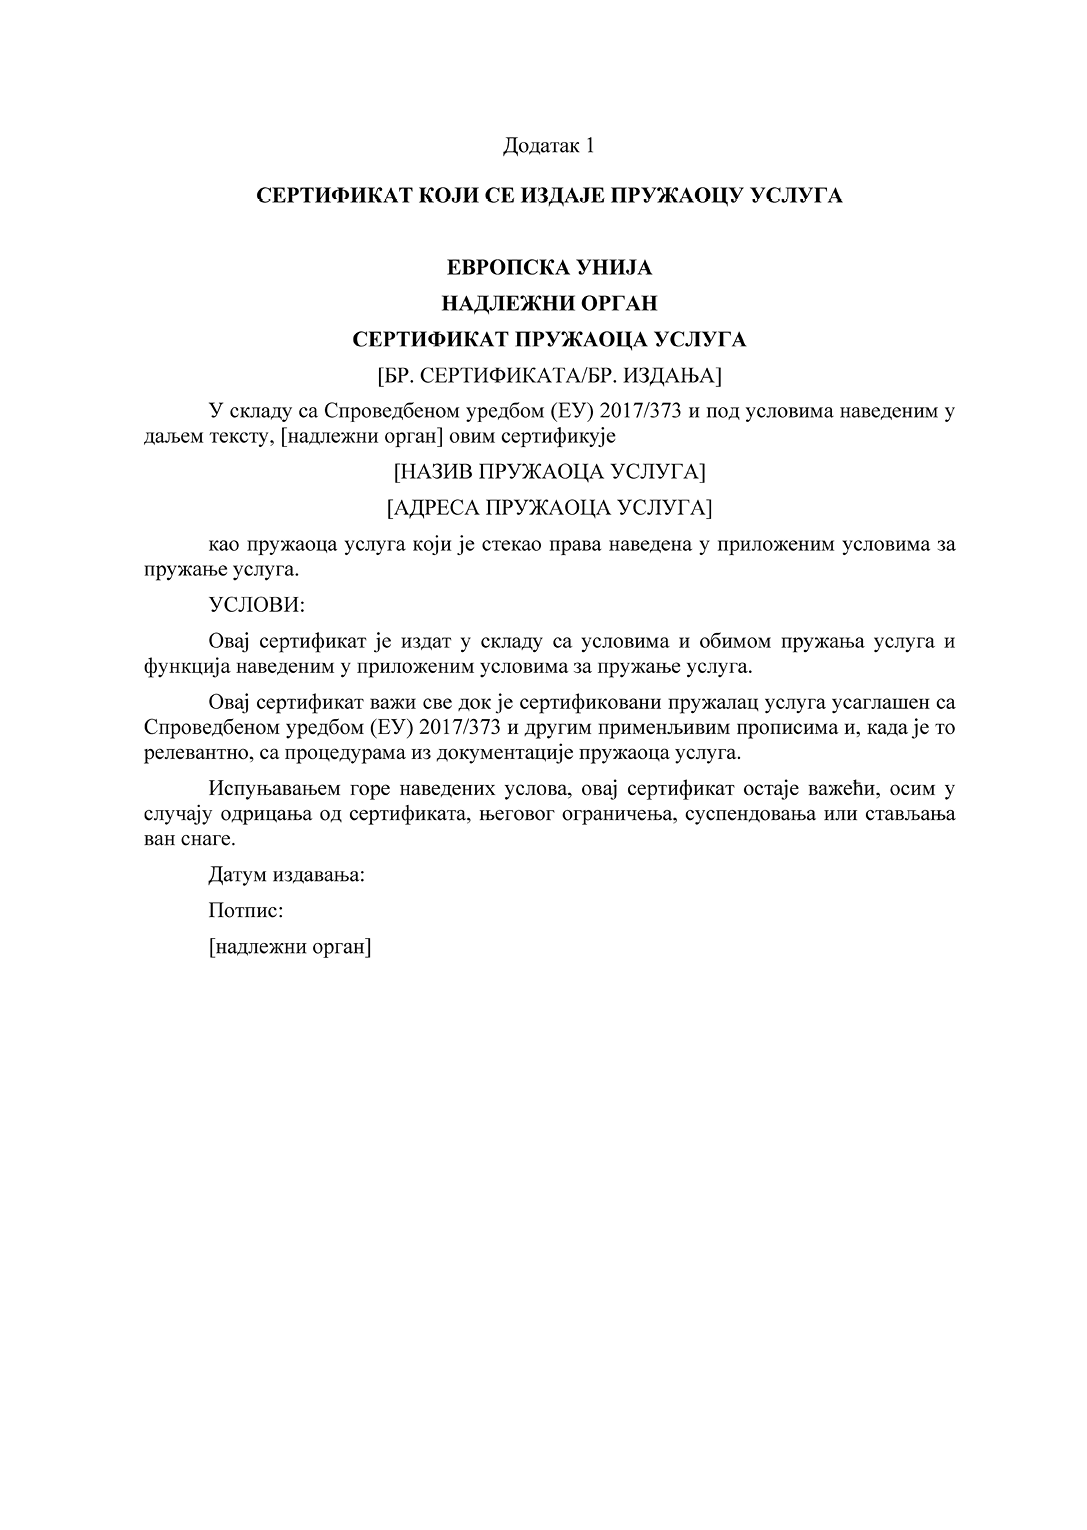 Додатак 1
СЕРТИФИКАТ КОЈИ СЕ ИЗДАЈЕ ПРУЖАОЦУ УСЛУГА
ЕВРОПСКА УНИЈА
НАДЛЕЖНИ ОРГАН
СЕРТИФИКАТ ПРУЖАОЦА УСЛУГА
[БР. СЕРТИФИКАТА/БР. ИЗДАЊА]
У складу са Спроведбеном уредбом (ЕУ) 2017/373 и под условима наведеним у
даљем тексту, [надлежни орган] овим сертификује
[НАЗИВ ПРУЖАОЦА УСЛУГА]
[АДРЕСА ПРУЖАОЦА УСЛУГА]
као пружаоца услуга који је стекао права наведена у приложеним условима за
пружање услуга.
УСЛОВИ:
Овај сертификат је издат у складу са условима и обимом пружања услуга и
функција наведеним у приложеним условима за пружање услуга.
Овај сертификат важи све док је сертификовани пружалац услуга усаглашен са
Спроведбеном уредбом (ЕУ) 2017/373 и другим применљивим прописима и, када је то
релевантно, са процедурама из документације пружаоца услуга.
Испуњавањем горе наведених услова, овај сертификат остаје важећи, осим у
случају одрицања од сертификата, његовог ограничења, суспендовања или стављања
ван снаге.
Датум издавања:
Потпис:
[надлежни орган]